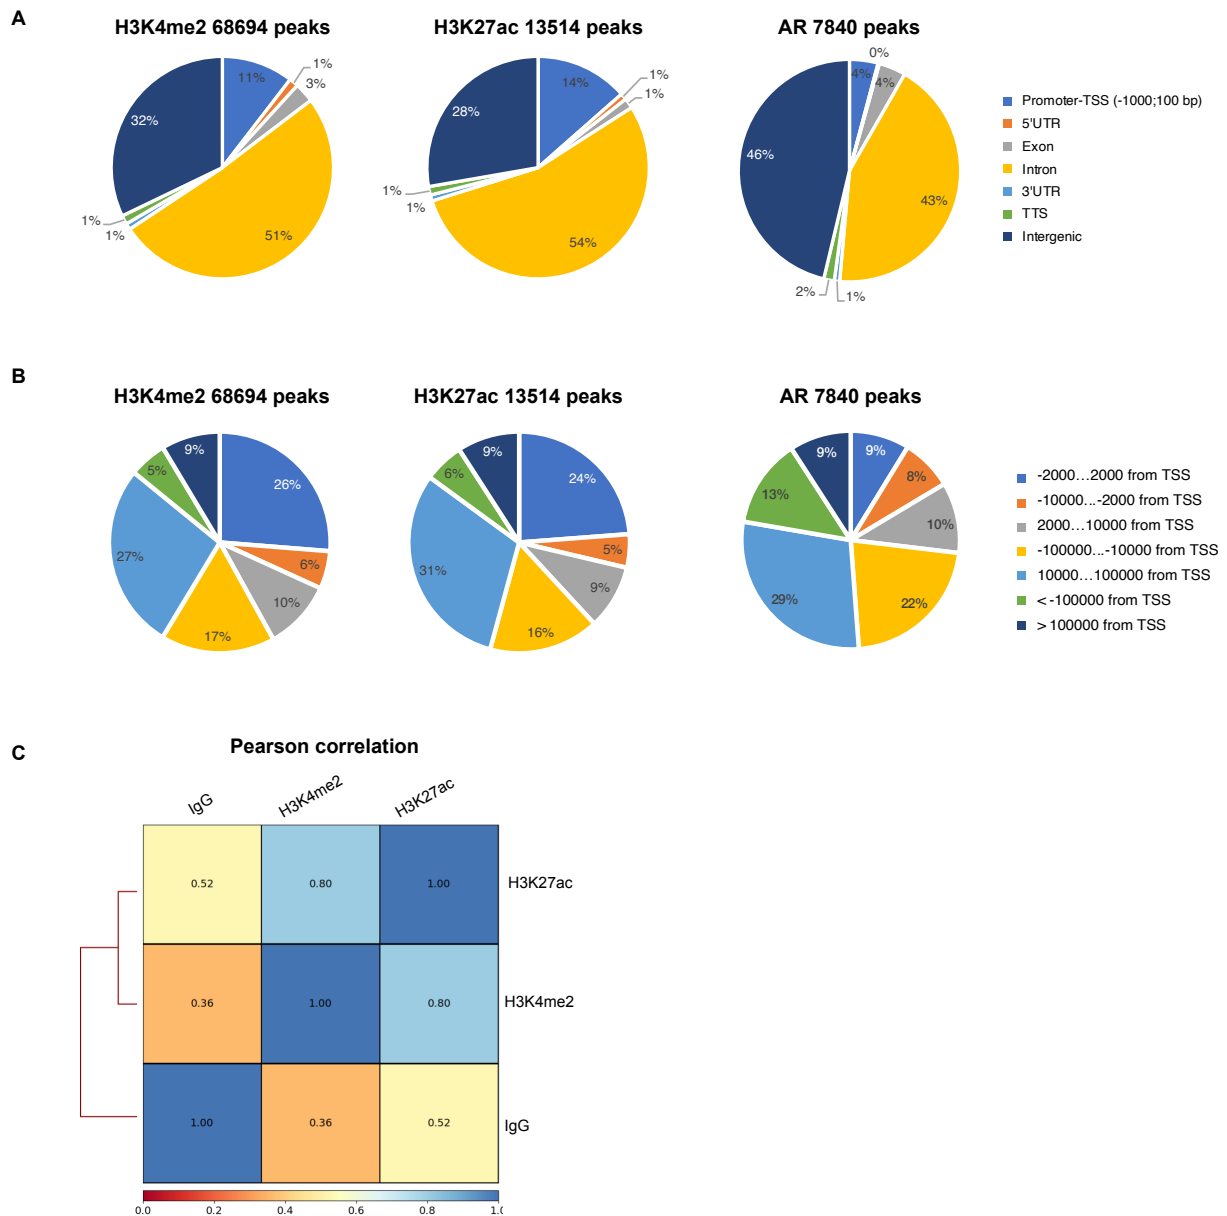 A
H3K4me2 68694 peaks
H3K27ac 13514 peaks
AR 7840 peaks
11%
1%
3%
51%
1%
1%
32%
14%
1%
1%
54%
1%
1%
28%
4%
0%
4%
43%
1%
2%
46%
Promoter-TSS (-1000;100 bp)
5'UTR
Exon
Intron
3'UTR
TTS
Intergenic
B
H3K4me2 68694 peaks
H3K27ac 13514 peaks
AR 7840 peaks
26%
6%
10%
17%
27%
5%
9%
24%
5%
9%
16%
31%
6%
9%
9%
8%
10%
22%
29%
13%
9%
-2000...2000 from TSS
-10000...-2000 from TSS
2000...10000 from TSS
-100000...-10000 from TSS
10000...100000 from TSS
< -100000 from TSS
> 100000 from TSS
C
Pearson correlation
IgG H3K4me2 H3K27ac
0.52 0.80 1.00 H3K27ac
0.36 1.00 0.80 H3K4me2
1.00 0.36 0.52 IgG
0.0 0.2 0.4 0.6 0.8 1.0